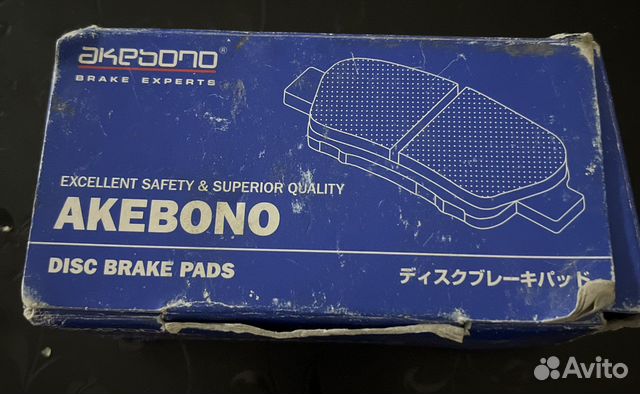 akebono®
BRAKE EXPERTS
EXCELLENT SAFETY & SUPERIOR QUALITY
AKEBONO
DISC BRAKE PADS
ディスクブレーキパッド
Avito